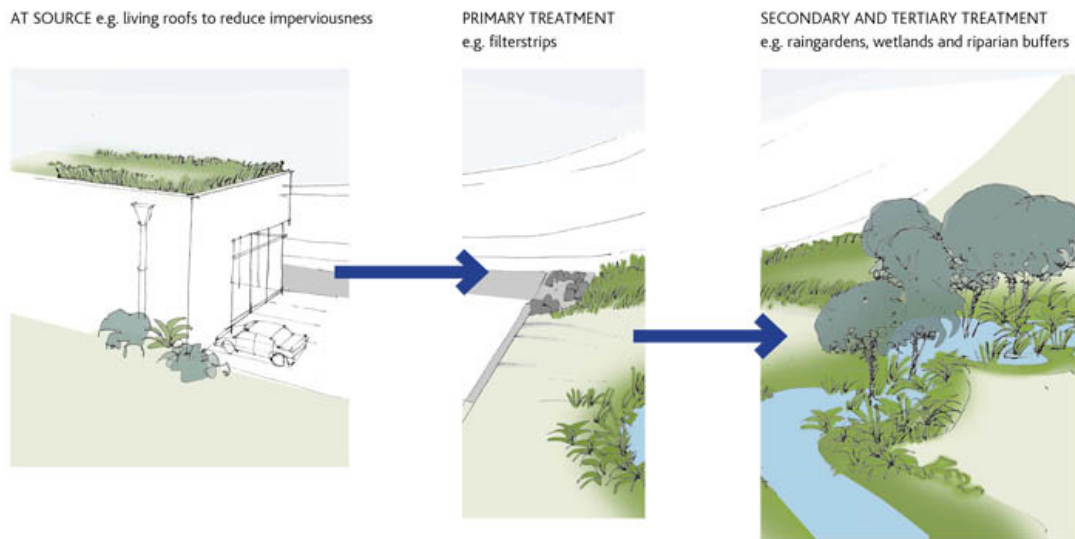 AT SOURCE e.g. living roofs to reduce imperviousness
PRIMARY TREATMENT
e.g. filterstrips
SECONDARY AND TERTIARY TREATMENT
e.g. raingardens, wetlands and riparian buffers